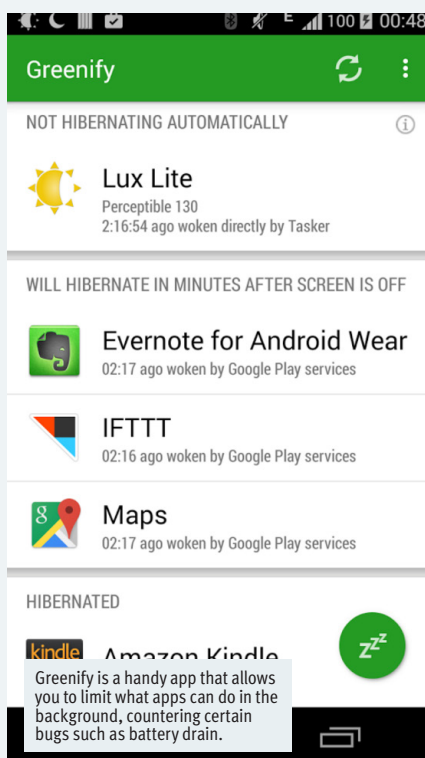 E 100 00:48
Greenify
NOT HIBERNATING AUTOMATICALLY
Lux Lite
Perceptible 130
2:16:54 ago woken directly by Tasker
WILL HIBERNATE IN MINUTES AFTER SCREEN IS OFF
Evernote for Android Wear
02:17 ago woken by Google Play services
IFTTT
02:16 ago woken by Google Play services
8
Maps
02:17 ago woken by Google Play services
HIBERNATED
kindle
Amazon Kindle
zzz
Greenify is a handy app that allows
you to limit what apps can do in the
background, countering certain
bugs such as battery drain.